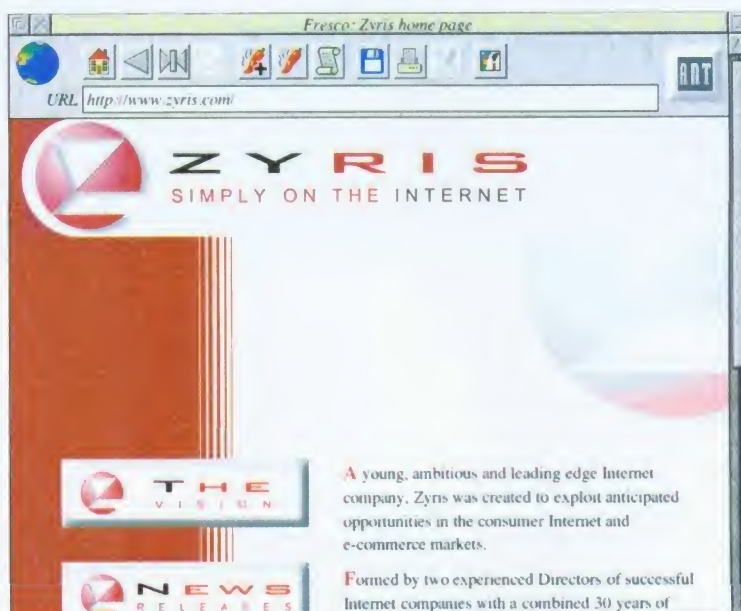 Fresco: Zyris home page
ANT
URL http://www.zyris.com/
ZYRIS
SIMPLY ON THE INTERNET
THE
VISION
A young, ambitious and leading edge Internet
company, Zyris was created to exploit anticipated
opportunities in the consumer Internet and
e-commerce markets.
NEWS
RELEASES
Formed by two experienced Directors of successful
Internet companies with a combined 30 years of